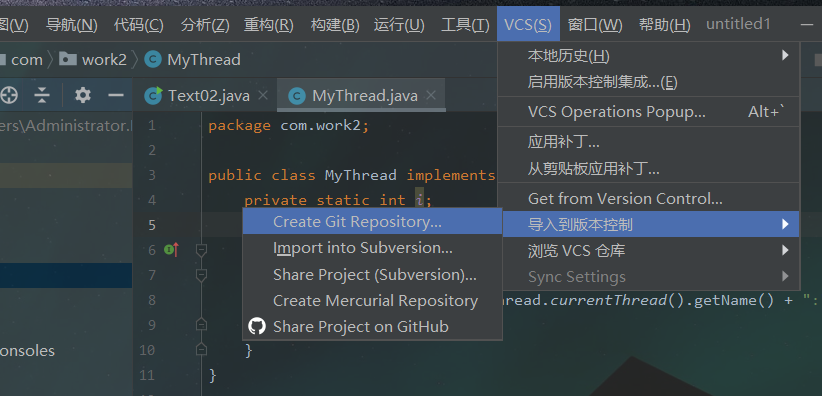 图(V) 导航(N) 代码(C) 分析(Z) 重构(R) 构建(B) 运行(U) 工具(T) VCS(S) 窗口(W) 帮助(H) untitled1
com work2 MyThread
Text02.java MyThread.java
ers\Administrator.
1 package com.work2;
2
3 public class MyThread implements
4 private static int i;
5
6
7
8 hread.currentThread().getName() + ":
9
10 }
11 }
onsoles
本地历史(H)
启用版本控制集成...(E)
VCS Operations Popup... Alt+`
应用补丁...
从剪贴板应用补丁...
Get from Version Control...
导入到版本控制
浏览 VCS 仓库
Sync Settings
Create Git Repository...
Import into Subversion...
Share Project (Subversion)...
Create Mercurial Repository
Share Project on GitHub